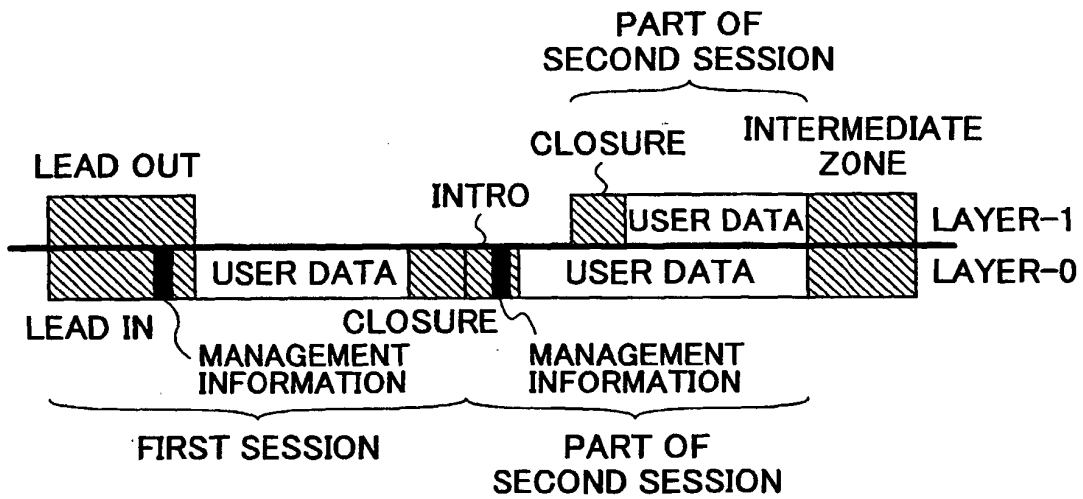 PART OF
SECOND SESSION
CLOSURE
INTERMEDIATE
ZONE
LEAD OUT
INTRO
USER DATA
LAYER-1
USER DATA
USER DATA
LAYER-0
LEAD IN
CLOSURE
MANAGEMENT
INFORMATION
MANAGEMENT
INFORMATION
FIRST SESSION
PART OF
SECOND SESSION